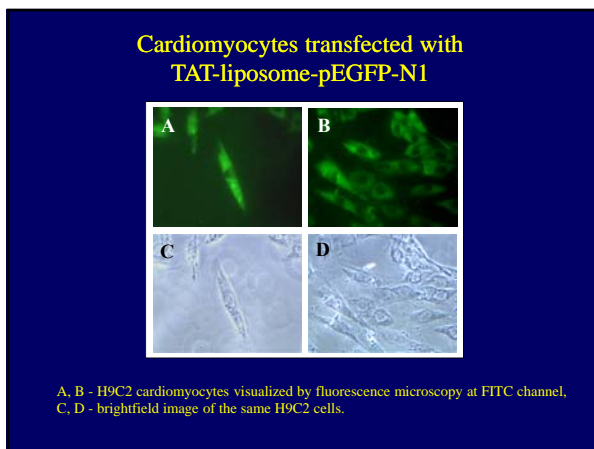 Cardiomyocytes transfected with
TAT-liposome-pEGFP-N1
A
B
C
D
A, B - H9C2 cardiomyocytes visualized by fluorescence microscopy at FITC channel,
C, D - brightfield image of the same H9C2 cells.